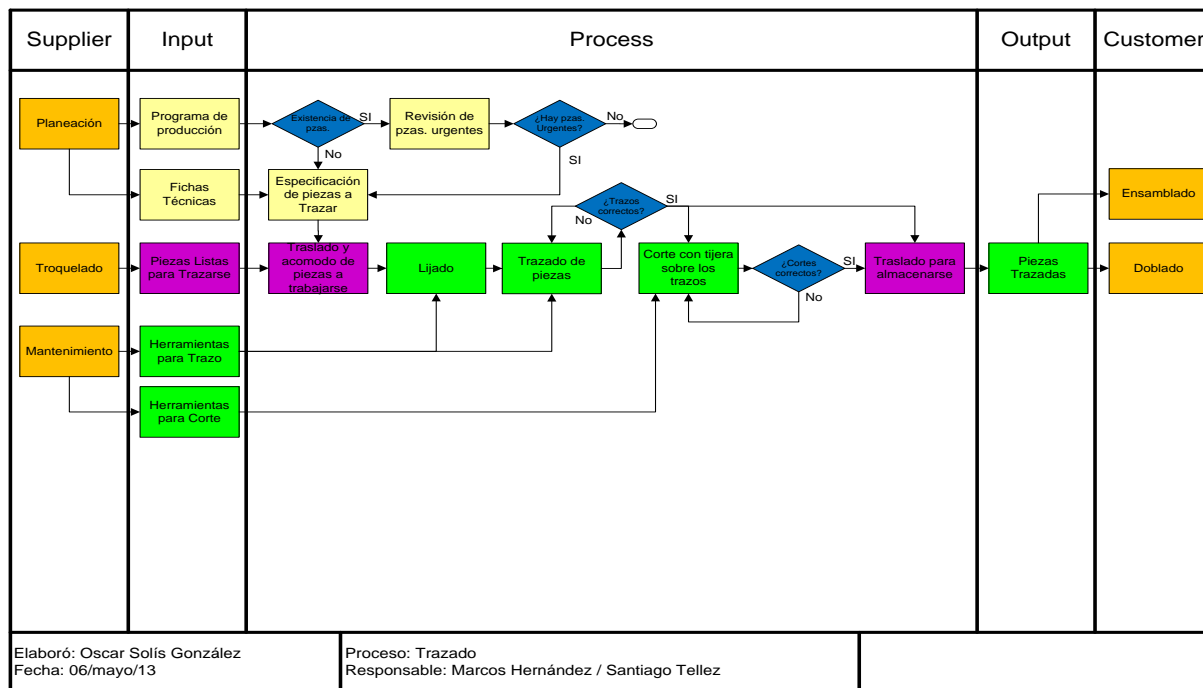 Supplier
Input
Process
Output
Customer
Planeación
Programa de
producción
Existencia de
pzas.
SI
No
Revisión de
pzas. urgentes
¿Hay pzas.
Urgentes?
No
SI
Fichas
Técnicas
Especificación
de piezas a
Trazar
¿Trazos
correctos?
SI
No
Ensamblado
Troquelado
Piezas Listas
para Trazarse
Traslado y
acomodo de
piezas a
trabajarse
Lijado
Trazado de
piezas
Corte con tijera
sobre los
trazos
¿Cortes
correctos?
SI
No
Traslado para
almacenarse
Piezas
Trazadas
Doblado
Mantenimiento
Herramientas
para Trazo
Herramientas
para Corte
Elaboró: Oscar Solís González
Fecha: 06/mayo/13
Proceso: Trazado
Responsable: Marcos Hernández / Santiago Tellez